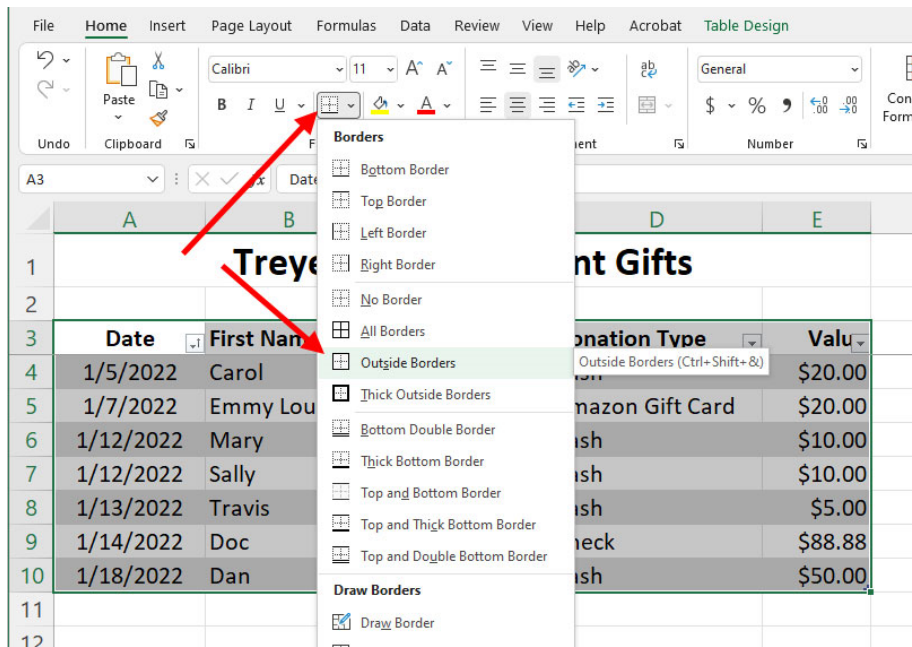 File Home Insert Page Layout Formulas Data Review View Help Acrobat Table Design
Calibri 11 A^ A˅ ab General
Paste B I U A $ % 9 .00 .00 Con
Form
Undo Clipboard F ent Number
A3 fx Date
A B D E
1 Treye nt Gifts
2
3 Date First Nam onation Type Valu
4 1/5/2022 Carol ash $20.00
5 1/7/2022 Emmy Lou mazon Gift Card $20.00
6 1/12/2022 Mary ash $10.00
7 1/12/2022 Sally ash $10.00
8 1/13/2022 Travis ash $5.00
9 1/14/2022 Doc heck $88.88
10 1/18/2022 Dan ash $50.00
11
12
Borders
Bottom Border
Top Border
Left Border
Right Border
No Border
All Borders
Outside Borders
Outside Borders (Ctrl+Shift+&)
Thick Outside Borders
Bottom Double Border
Thick Bottom Border
Top and Bottom Border
Top and Thick Bottom Border
Top and Double Bottom Border
Draw Borders
Draw Border